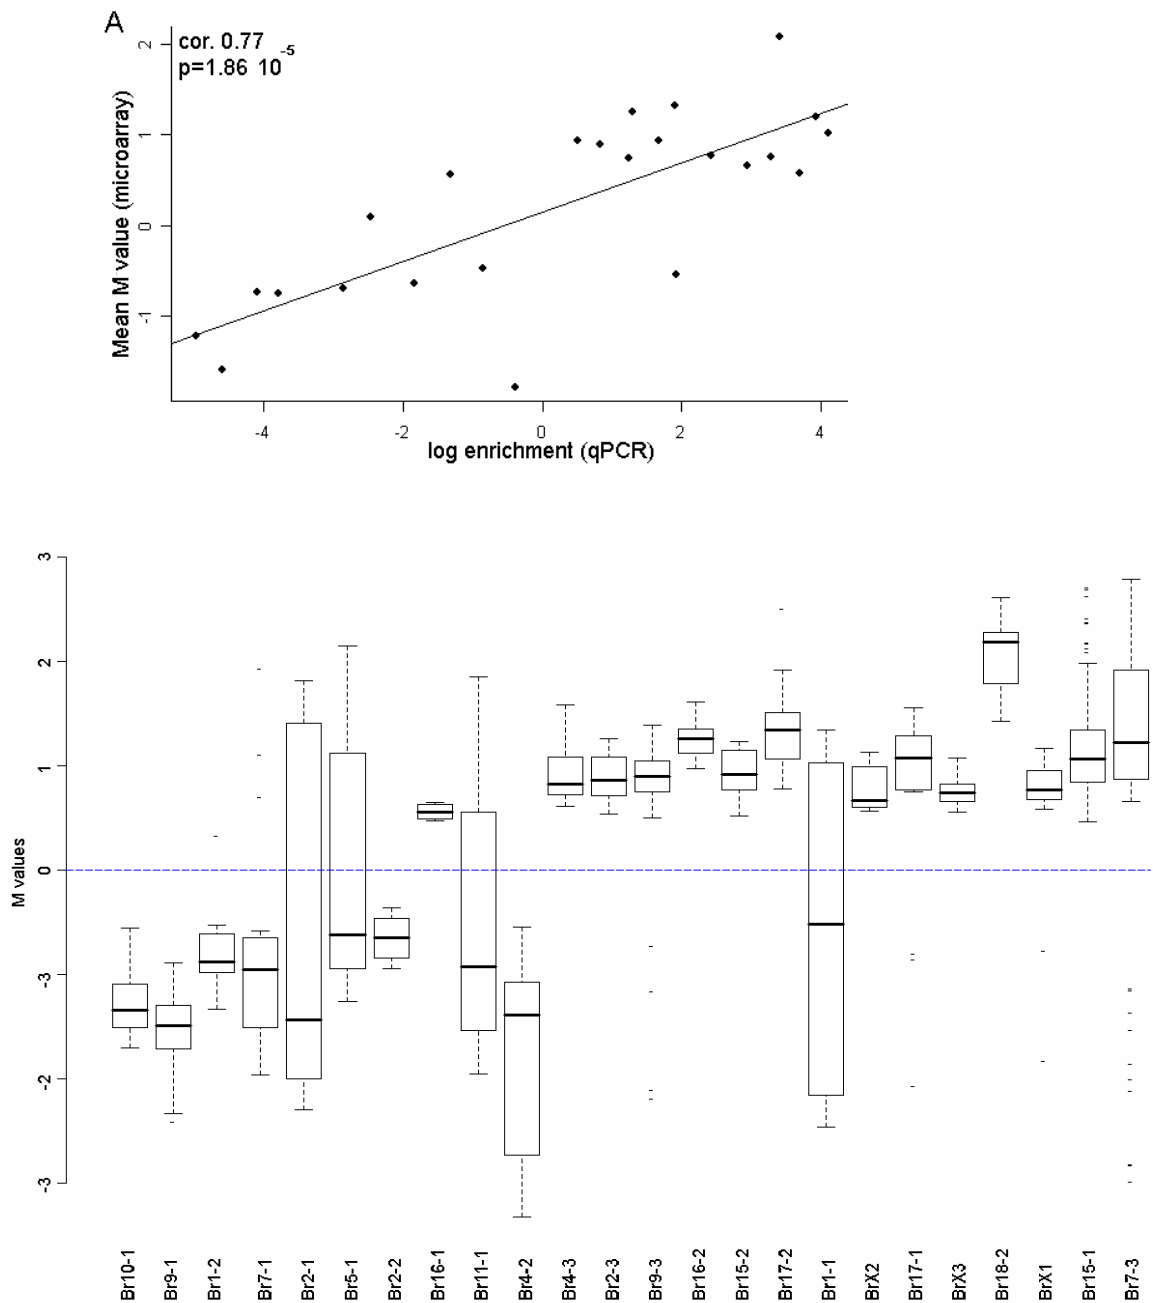 A
cor. 0.77
p=1.86 10
-5
2
1
0
-1
Mean M value (microarray)
-4
-2
0
2
4
log enrichment (qPCR)
3
2
1
0
-3
-2
-3
M values
Br10-1
Br9-1
Br1-2
Br7-1
Br2-1
Br5-1
Br2-2
Br16-1
Br11-1
Br4-2
Br4-3
Br2-3
Br9-3
Br16-2
Br15-2
Br17-2
Br1-1
BrX2
Br17-1
BrX3
Br18-2
BrX1
Br15-1
Br7-3